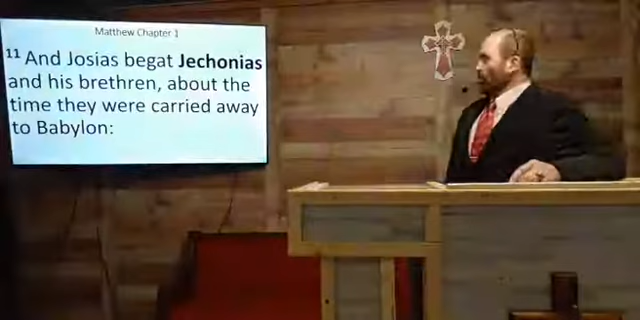 Matthew Chapter 1
11 And Josias begat Jechonias
and his brethren, about the
time they were carried away
to Babylon: